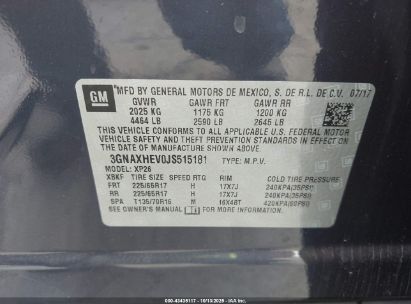 GM
MFD BY GENERAL MOTORS DE MEXICO, S. DE R.L. DE C.V. 07/17
GVWR GAWR FRT GAWR RR
2025 KG 1175 KG 1200 KG
4464 LB 2590 LB 2645 LB
THIS VEHICLE CONFORMS TO ALL APPLICABLE U.S. FEDERAL
MOTOR VEHICLE SAFETY, BUMPER, AND THEFT PREVENTION
STANDARDS IN EFFECT ON THE DATE OF MANUFACTURE SHOWN ABOVE.
3GNAXHEV0JS515181 TYPE: M.P.V.
MODEL: XP26
XBKF TIRE SIZE SPEED RTG RIM COLD TIRE PRESSURE
FRT 225/65R17 H 17X7J 240KPA(35PSI)
RR 225/65R17 H 17X7J 240KPA(35PSI)
SPA T135/70R16 M 16X4BT 420KPA(60PSI)
SEE OWNER'S MANUAL FOR ADDITIONAL INFORMATION